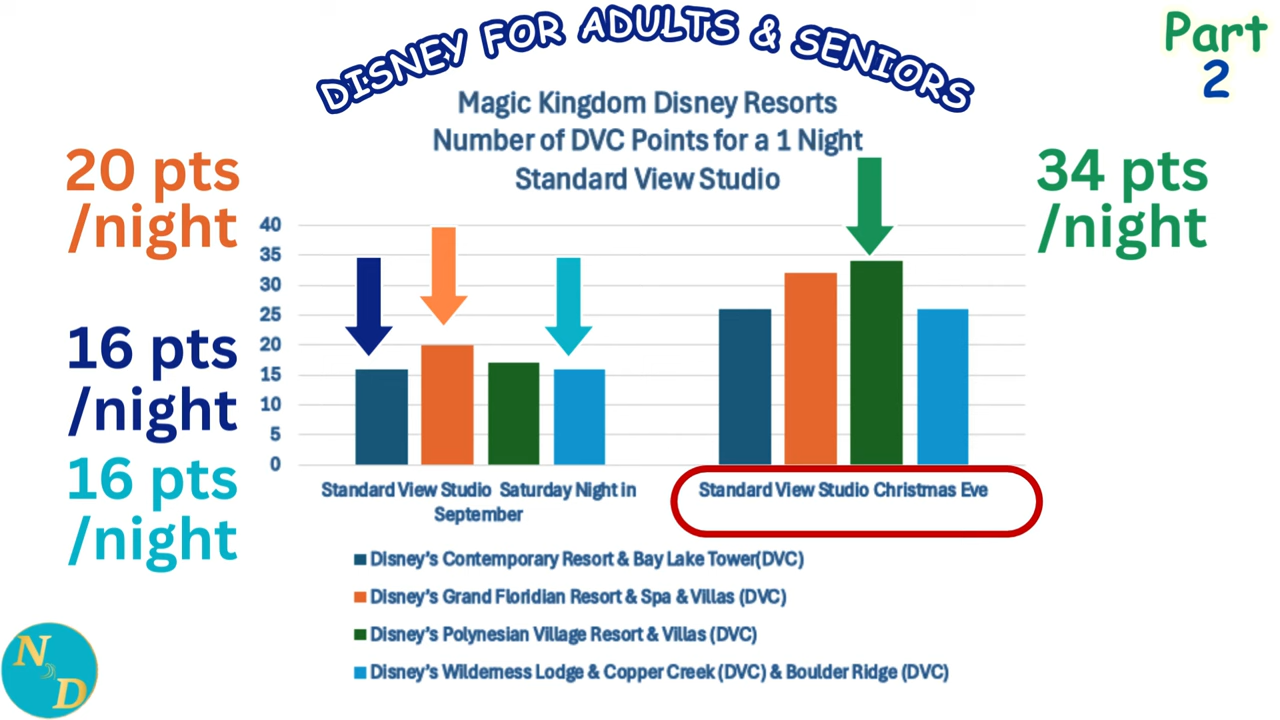 DISNEY FOR ADULTS & SENIORS
Part
2
Magic Kingdom Disney Resorts
Number of DVC Points for a 1 Night
Standard View Studio
20 pts
/night
16 pts
/night
16 pts
/night
34 pts
/night
40
35
30
25
20
15
10
5
0
Standard View Studio Saturday Night in
September
Standard View Studio Christmas Eve
Disney's Contemporary Resort & Bay Lake Tower(DVC)
Disney's Grand Floridian Resort & Spa & Villas (DVC)
Disney's Polynesian Village Resort & Villas (DVC)
Disney's Wilderness Lodge & Copper Creek (DVC) & Boulder Ridge (DVC)
N
D